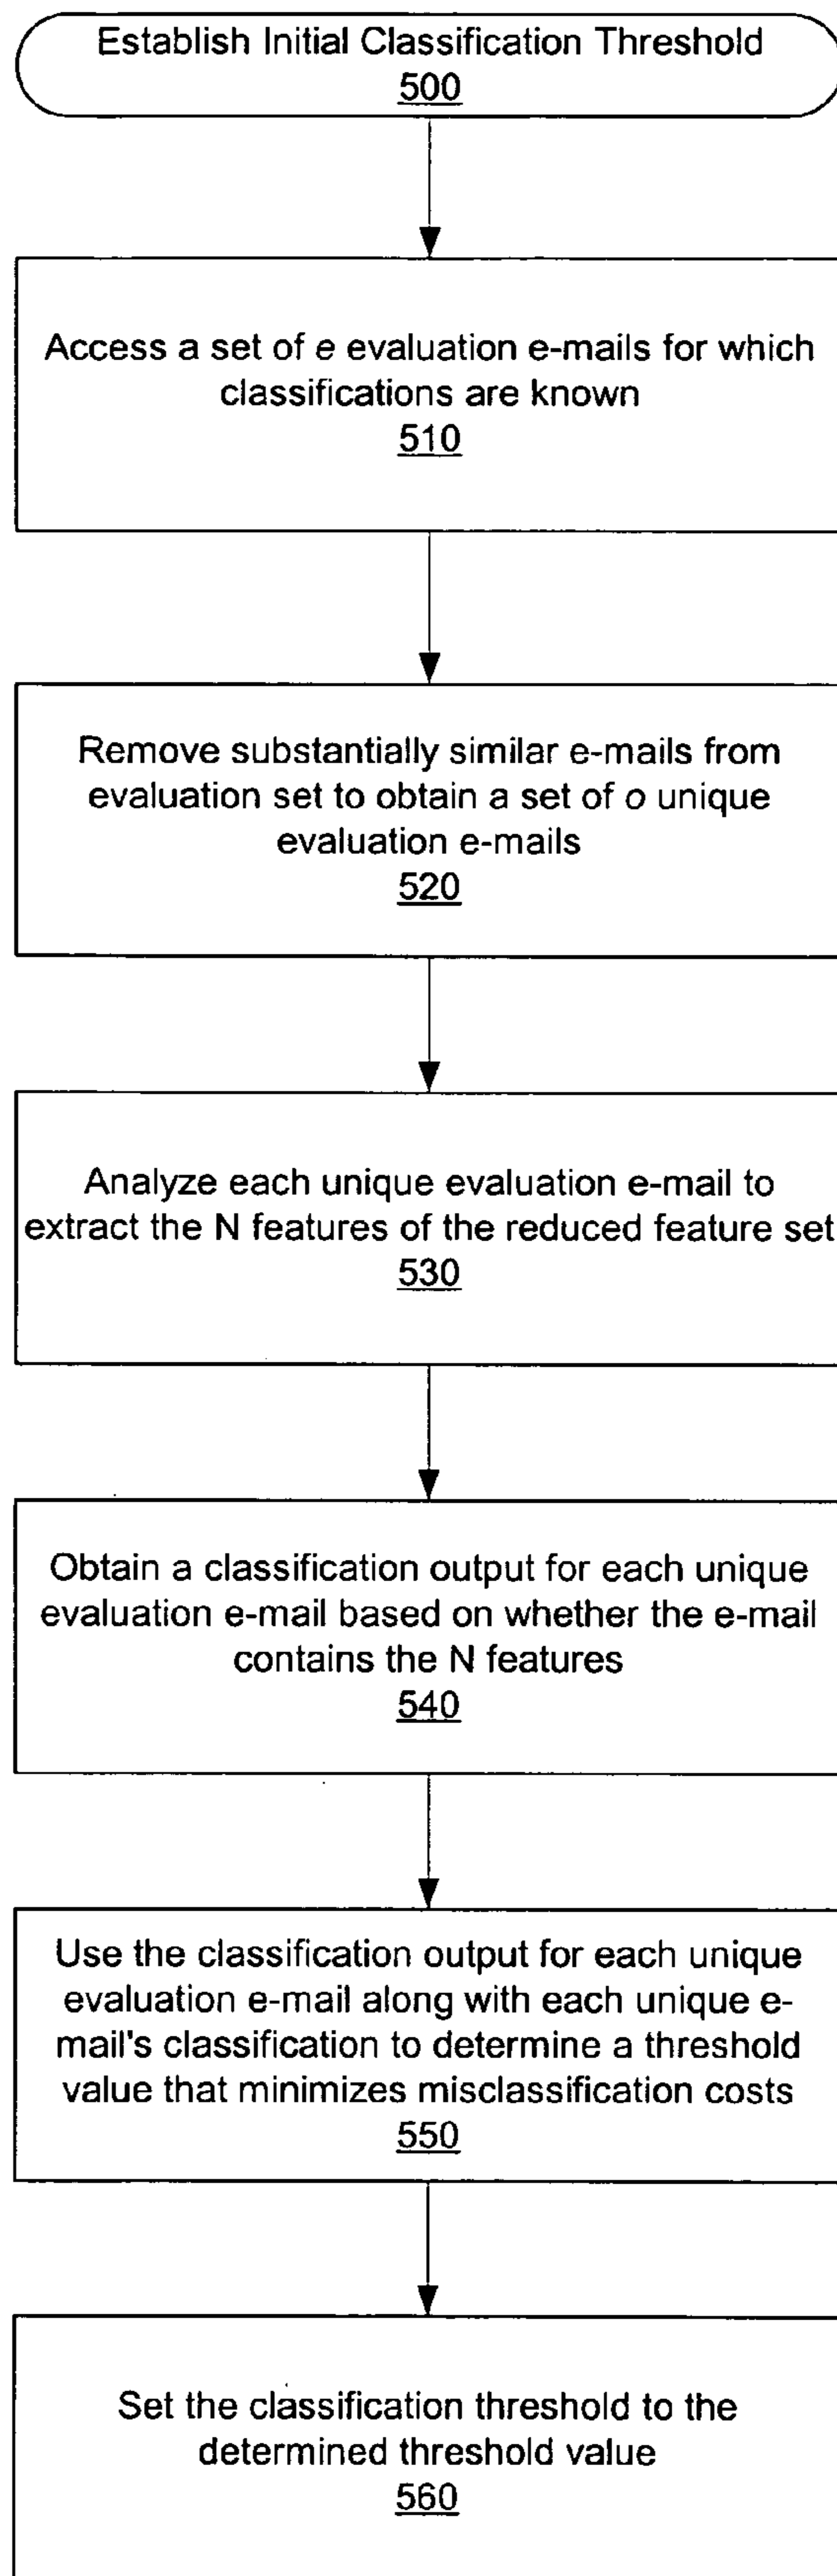 Establish Initial Classification Threshold
500
Access a set of e evaluation e-mails for which
classifications are known
510
Remove substantially similar e-mails from
evaluation set to obtain a set of o unique
evaluation e-mails
520
Analyze each unique evaluation e-mail to
extract the N features of the reduced feature set
530
Obtain a classification output for each unique
evaluation e-mail based on whether the e-mail
contains the N features
540
Use the classification output for each unique
evaluation e-mail along with each unique e-
mail's classification to determine a threshold
value that minimizes misclassification costs
550
Set the classification threshold to the
determined threshold value
560